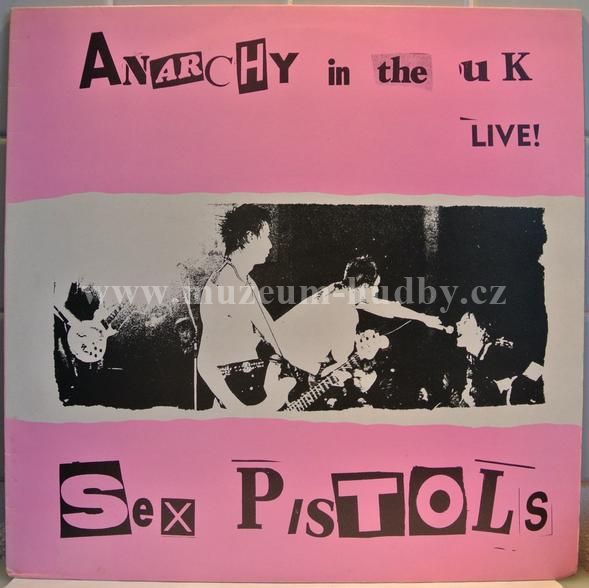 ANARCHY in the uK
LIVE!
www.muzeum-hudby.cz
Sex PisTOLs